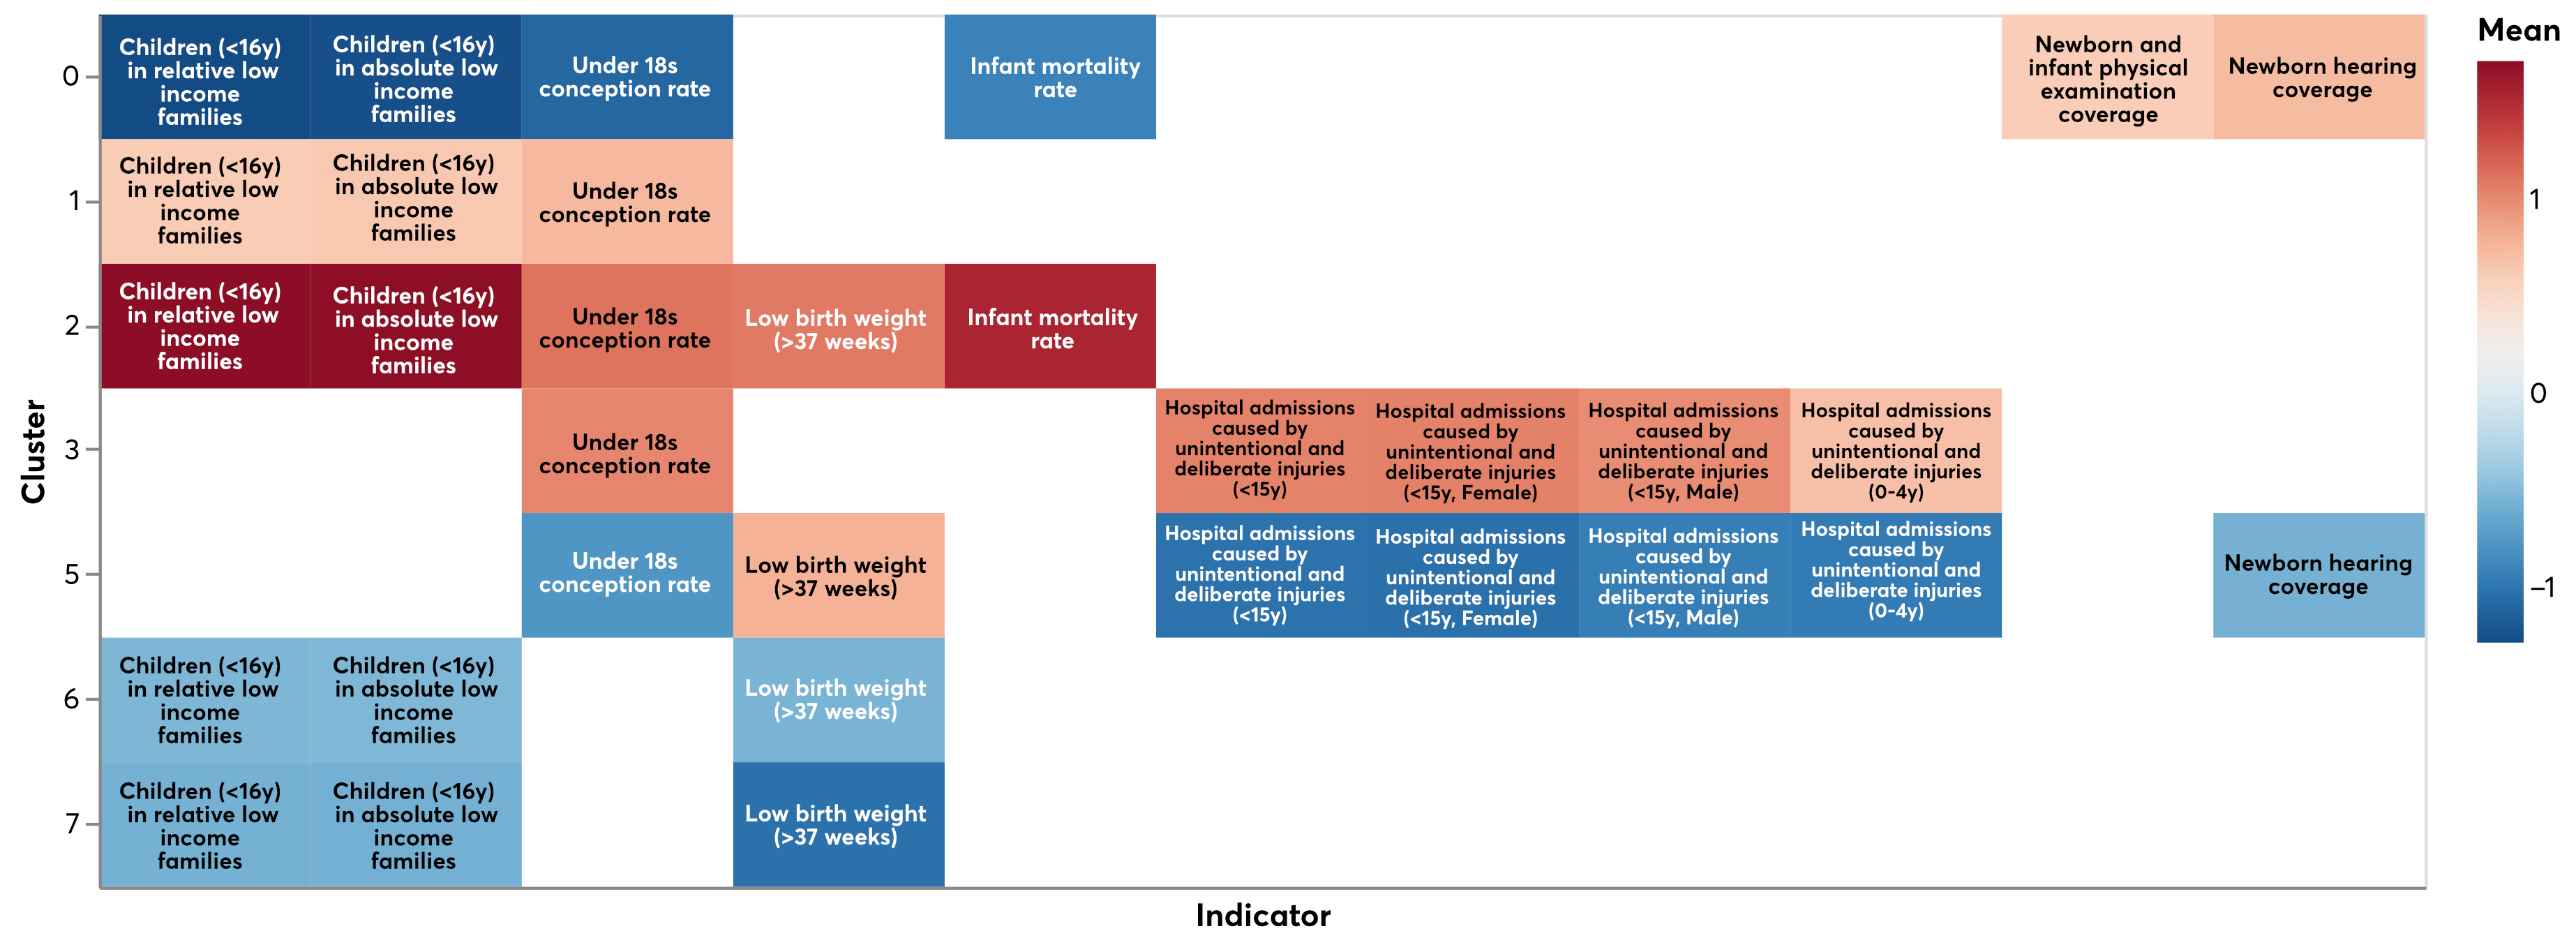 Mean
1
0
−1
Cluster
0
Children (<16y)
in relative low
income
families
Children (<16y)
in absolute low
income
families
Under 18s
conception rate
Infant mortality
rate
Newborn and
infant physical
examination
coverage
Newborn hearing
coverage
1
Children (<16y)
in relative low
income
families
Children (<16y)
in absolute low
income
families
Under 18s
conception rate
2
Children (<16y)
in relative low
income
families
Children (<16y)
in absolute low
income
families
Under 18s
conception rate
Low birth weight
(>37 weeks)
Infant mortality
rate
3
Under 18s
conception rate
Hospital admissions
caused by
unintentional and
deliberate injuries
(<15y)
Hospital admissions
caused by
unintentional and
deliberate injuries
(<15y, Female)
Hospital admissions
caused by
unintentional and
deliberate injuries
(<15y, Male)
Hospital admissions
caused by
unintentional and
deliberate injuries
(0-4y)
5
Under 18s
conception rate
Low birth weight
(>37 weeks)
Hospital admissions
caused by
unintentional and
deliberate injuries
(<15y)
Hospital admissions
caused by
unintentional and
deliberate injuries
(<15y, Female)
Hospital admissions
caused by
unintentional and
deliberate injuries
(<15y, Male)
Hospital admissions
caused by
unintentional and
deliberate injuries
(0-4y)
Newborn hearing
coverage
6
Children (<16y)
in relative low
income
families
Children (<16y)
in absolute low
income
families
Low birth weight
(>37 weeks)
7
Children (<16y)
in relative low
income
families
Children (<16y)
in absolute low
income
families
Low birth weight
(>37 weeks)
Indicator